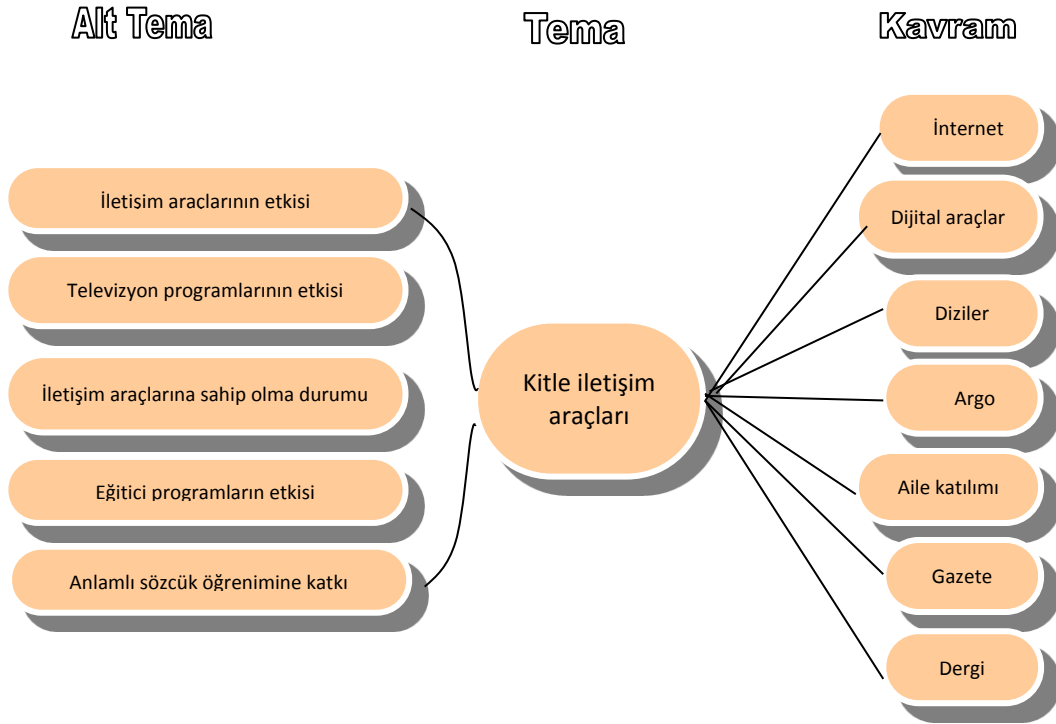 Alt Tema
Tema
Kavram
İletişim araçlarının etkisi
Televizyon programlarının etkisi
İletişim araçlarına sahip olma durumu
Eğitici programların etkisi
Anlamlı sözcük öğrenimine katkı
Kitle iletişim
araçları
İnternet
Dijital araçlar
Diziler
Argo
Aile katılımı
Gazete
Dergi